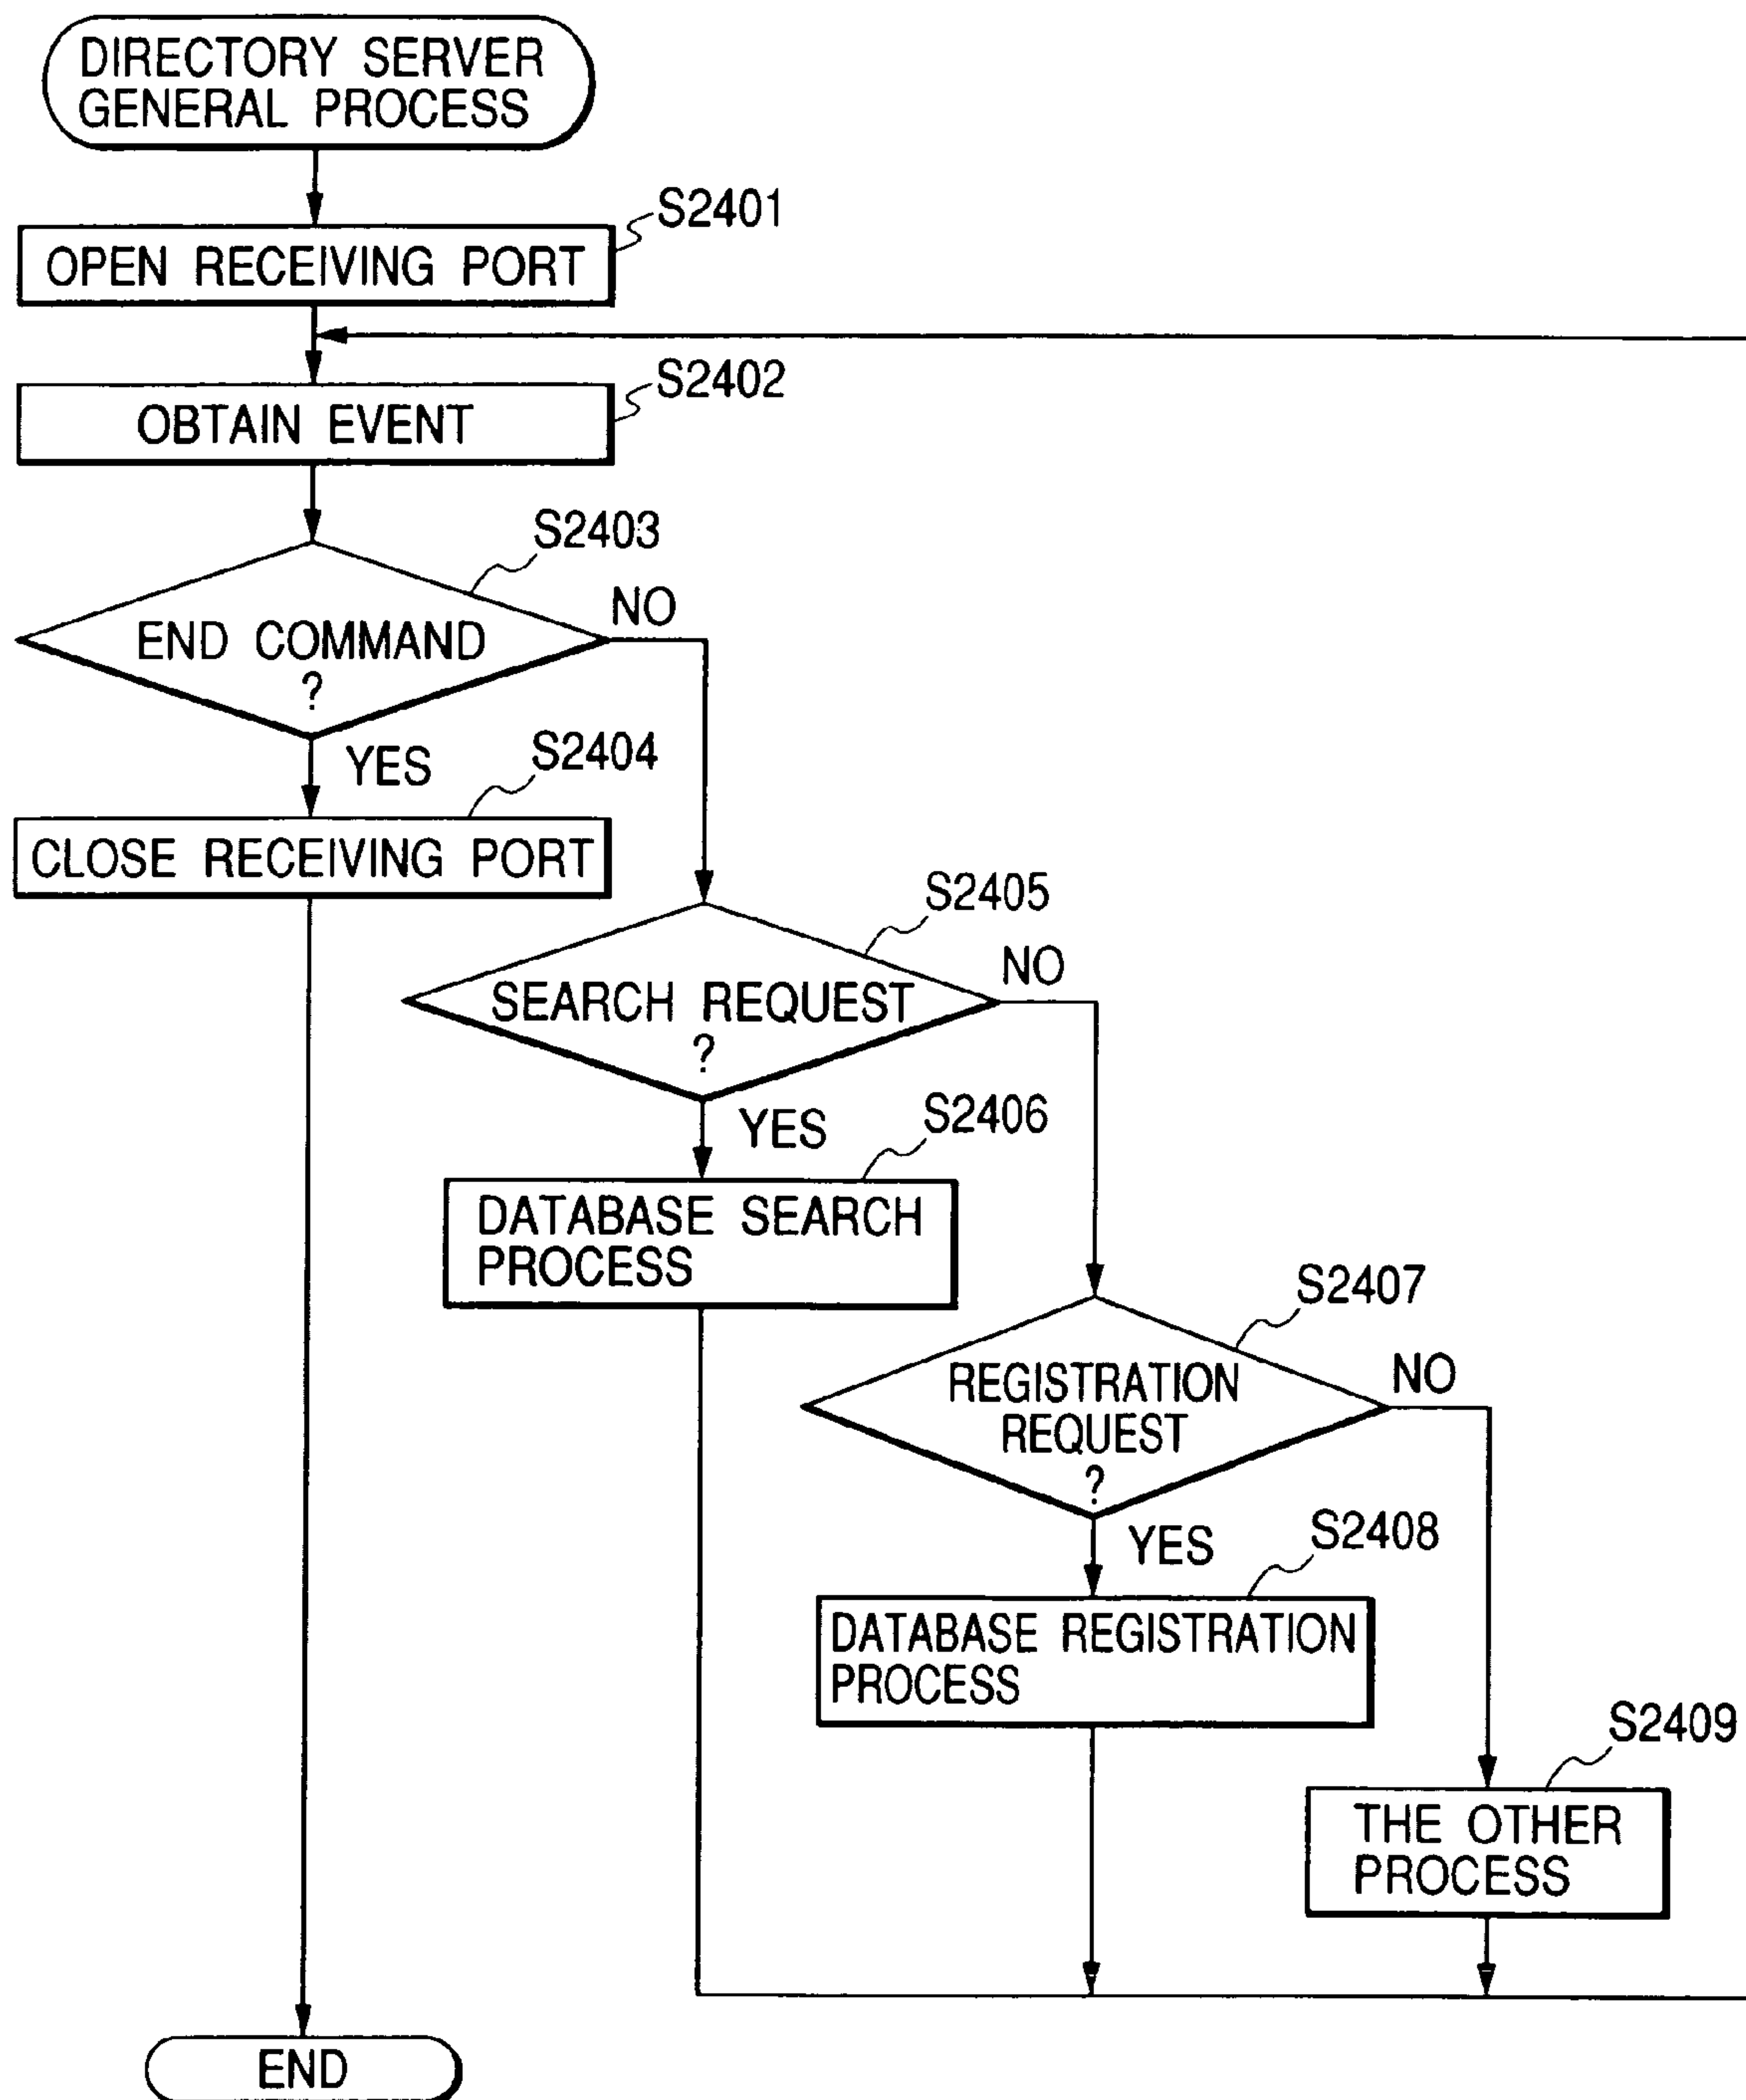 DIRECTORY SERVER
GENERAL PROCESS
S2401
OPEN RECEIVING PORT
S2402
OBTAIN EVENT
S2403
END COMMAND
?
NO
YES
S2404
CLOSE RECEIVING PORT
S2405
SEARCH REQUEST
?
NO
YES
S2406
DATABASE SEARCH
PROCESS
S2407
REGISTRATION
REQUEST
?
NO
YES
S2408
DATABASE REGISTRATION
PROCESS
S2409
THE OTHER
PROCESS
END